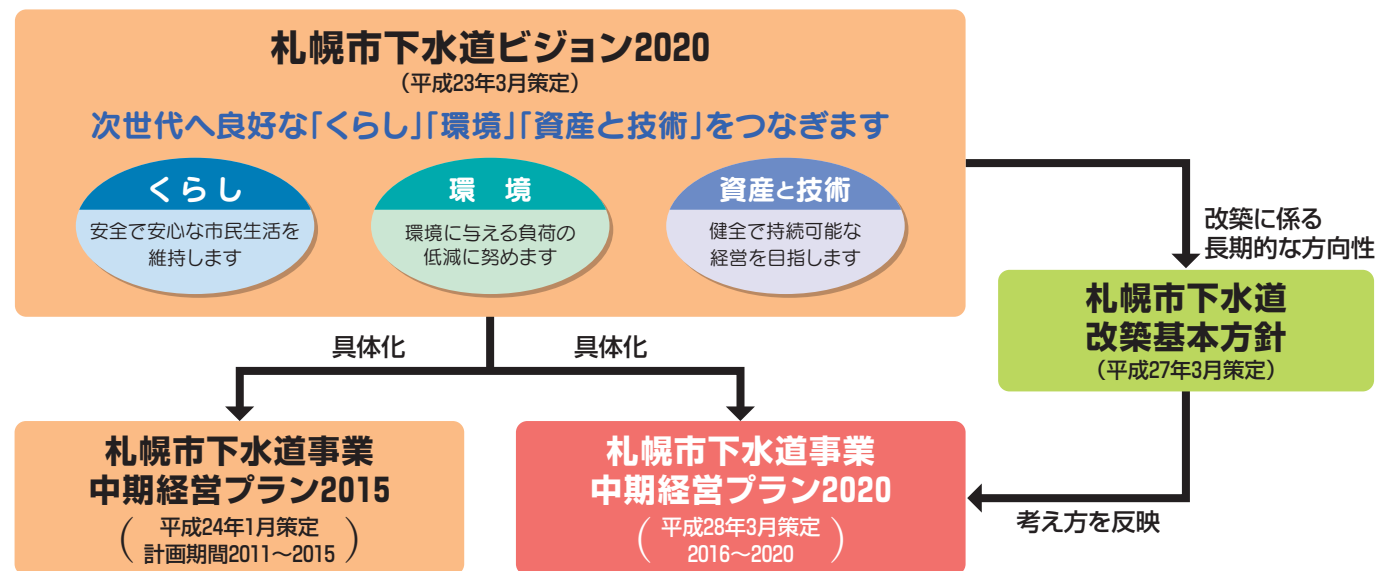 札幌市下水道ビジョン2020
（平成23年3月策定）
次世代へ良好な「くらし」「環境」「資産と技術」をつなぎます
くらし
安全で安心な市民生活を
維持します
環境
環境に与える負荷の
低減に努めます
資産と技術
健全で持続可能な
経営を目指します
改築に係る
長期的な方向性
札幌市下水道
改築基本方針
（平成27年3月策定）
具体化
具体化
札幌市下水道事業
中期経営プラン2015
（平成24年1月策定
計画期間2011～2015）
札幌市下水道事業
中期経営プラン2020
（平成28年3月策定
2016～2020）
考え方を反映